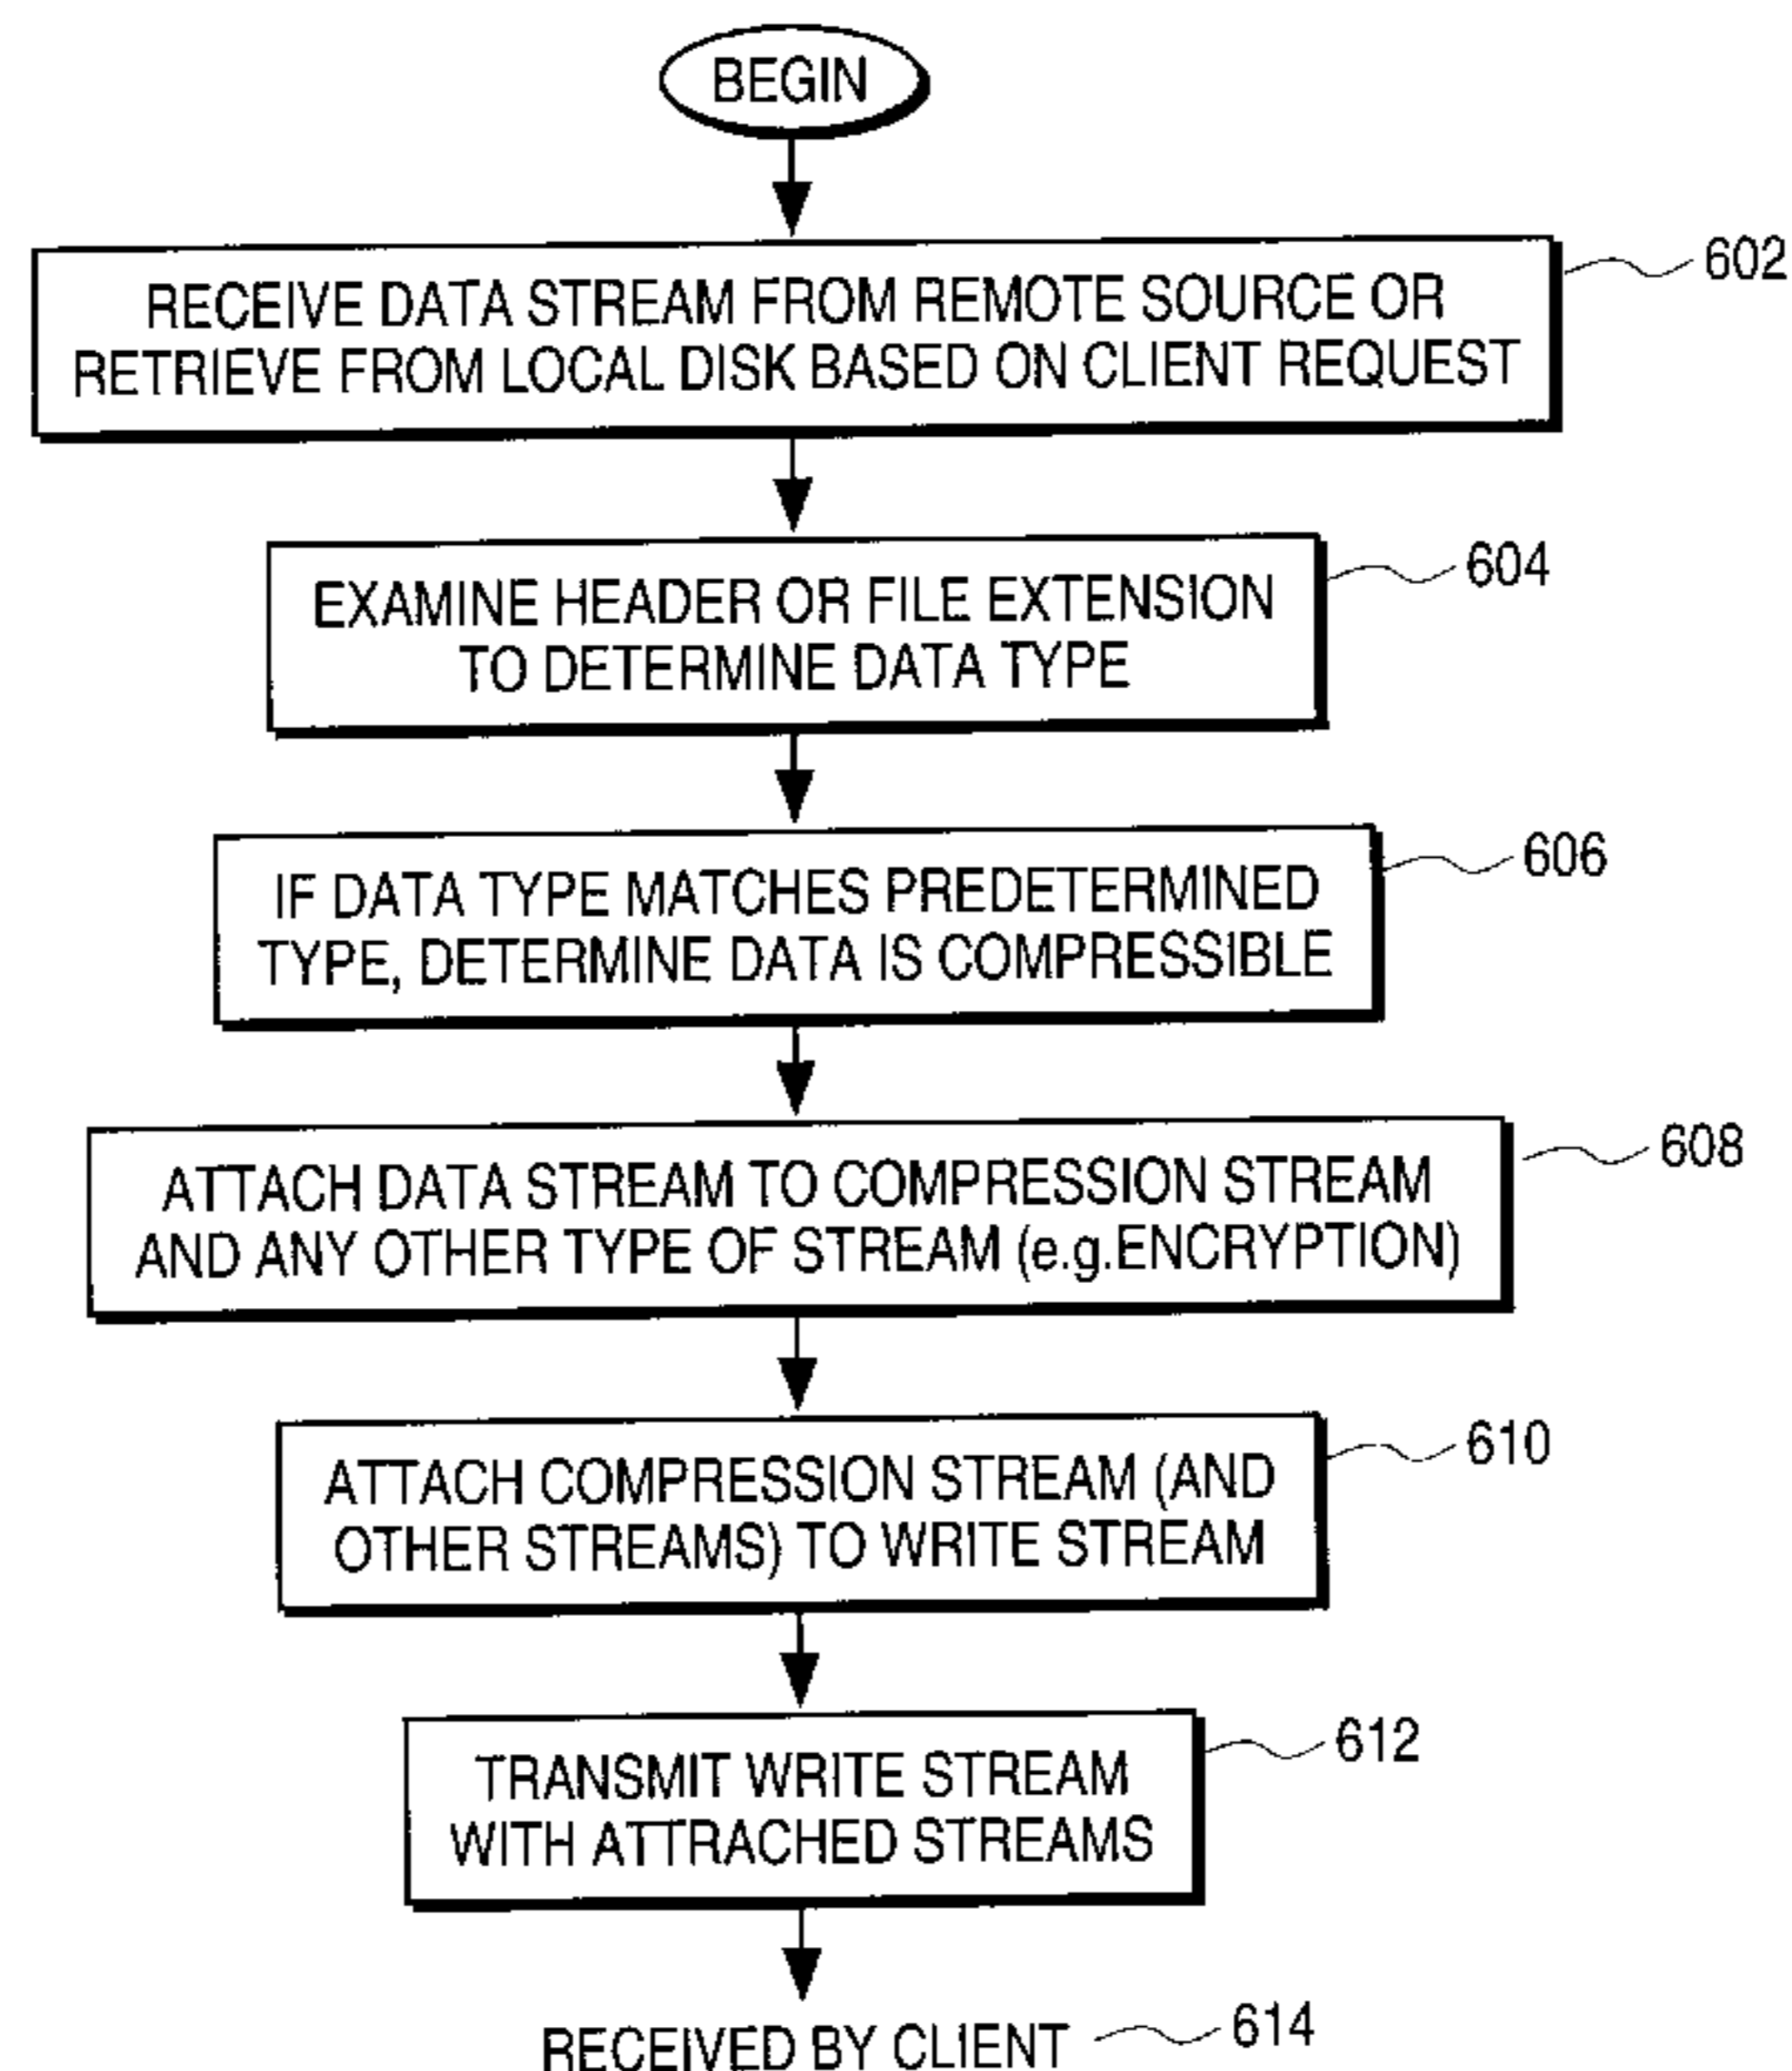 BEGIN
RECEIVE DATA STREAM FROM REMOTE SOURCE OR
RETRIEVE FROM LOCAL DISK BASED ON CLIENT REQUEST
602
EXAMINE HEADER OR FILE EXTENSION
TO DETERMINE DATA TYPE
604
IF DATA TYPE MATCHES PREDETERMINED
TYPE, DETERMINE DATA IS COMPRESSIBLE
606
ATTACH DATA STREAM TO COMPRESSION STREAM
AND ANY OTHER TYPE OF STREAM (e.g.ENCRYPTION)
608
ATTACH COMPRESSION STREAM (AND
OTHER STREAMS) TO WRITE STREAM
610
TRANSMIT WRITE STREAM
WITH ATTRACHED STREAMS
612
RECEIVED BY CLIENT
614